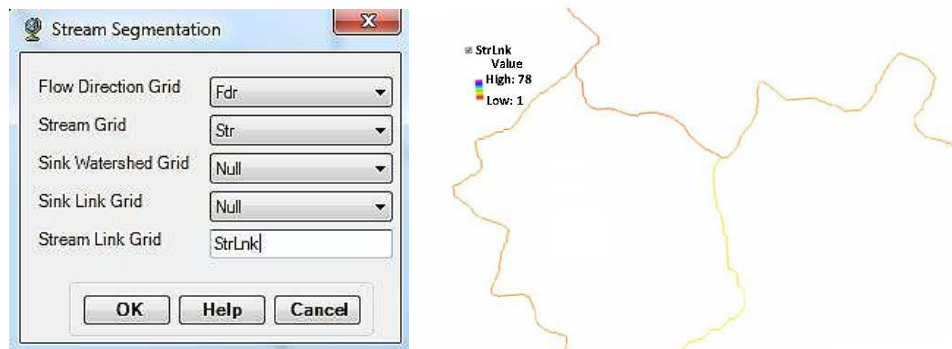 Stream Segmentation
X
Flow Direction Grid Fdr
Stream Grid Str
Sink Watershed Grid Null
Sink Link Grid Null
Stream Link Grid StrLnk
OK Help Cancel
StrLnk
Value
High: 78
Low: 1